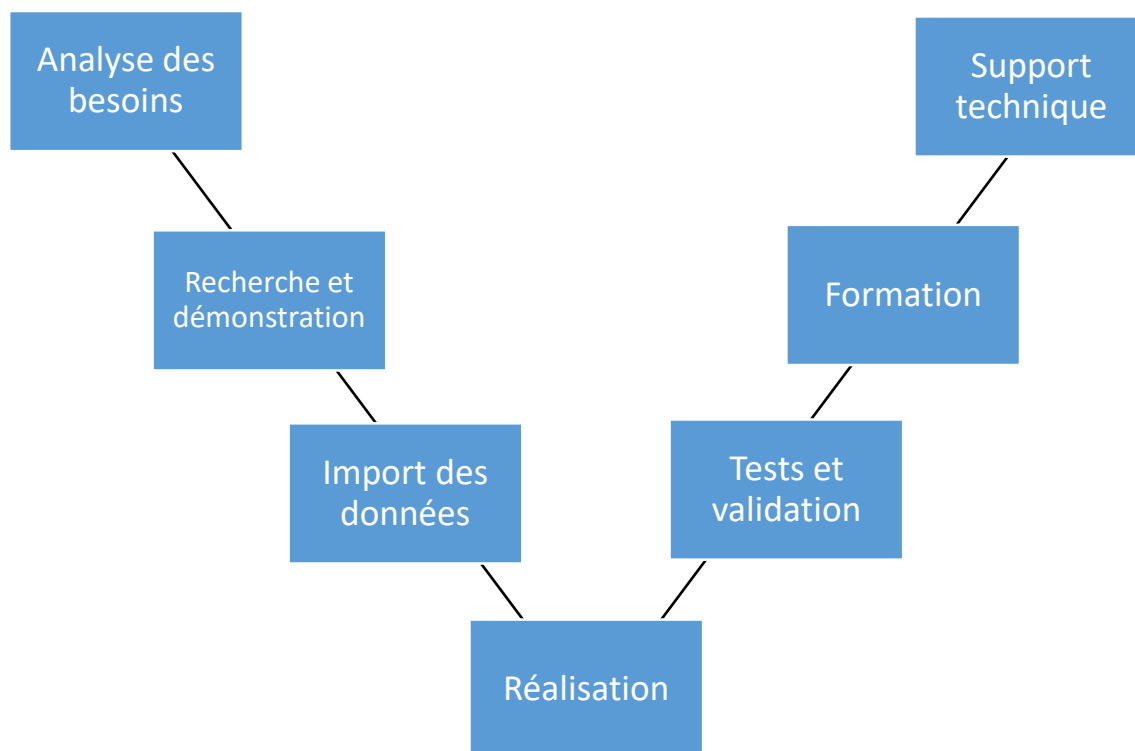 Analyse des
besoins
Support
technique
Recherche et
démonstration
Formation
Import des
données
Tests et
validation
Réalisation